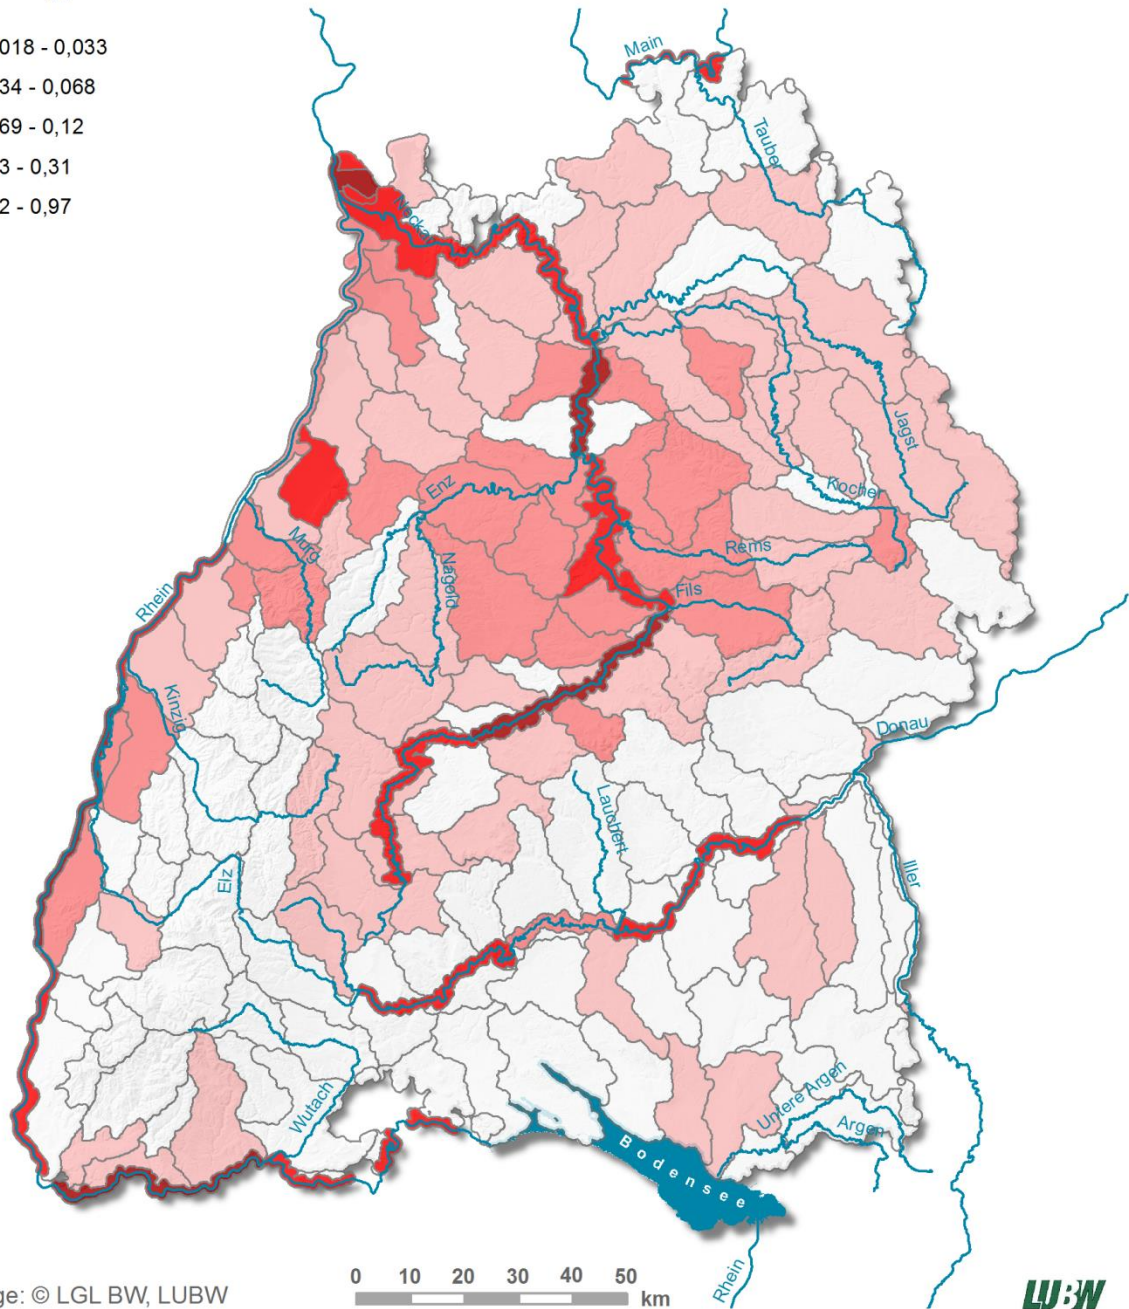 018 - 0,033
34 - 0,068
69 - 0,12
3 - 0,31
2 - 0,97
Main
Tauber
Neckar
Jagst
Kocher
Enz
Murg
Nagold
Rems
Fils
Rhein
Kinzig
Donau
Lauchert
Elz
Iller
Wutach
Untere Argen
Argen
Bodensee
Rhein
0 10 20 30 40 50
km
ge: © LGL BW, LUBW
LUBW